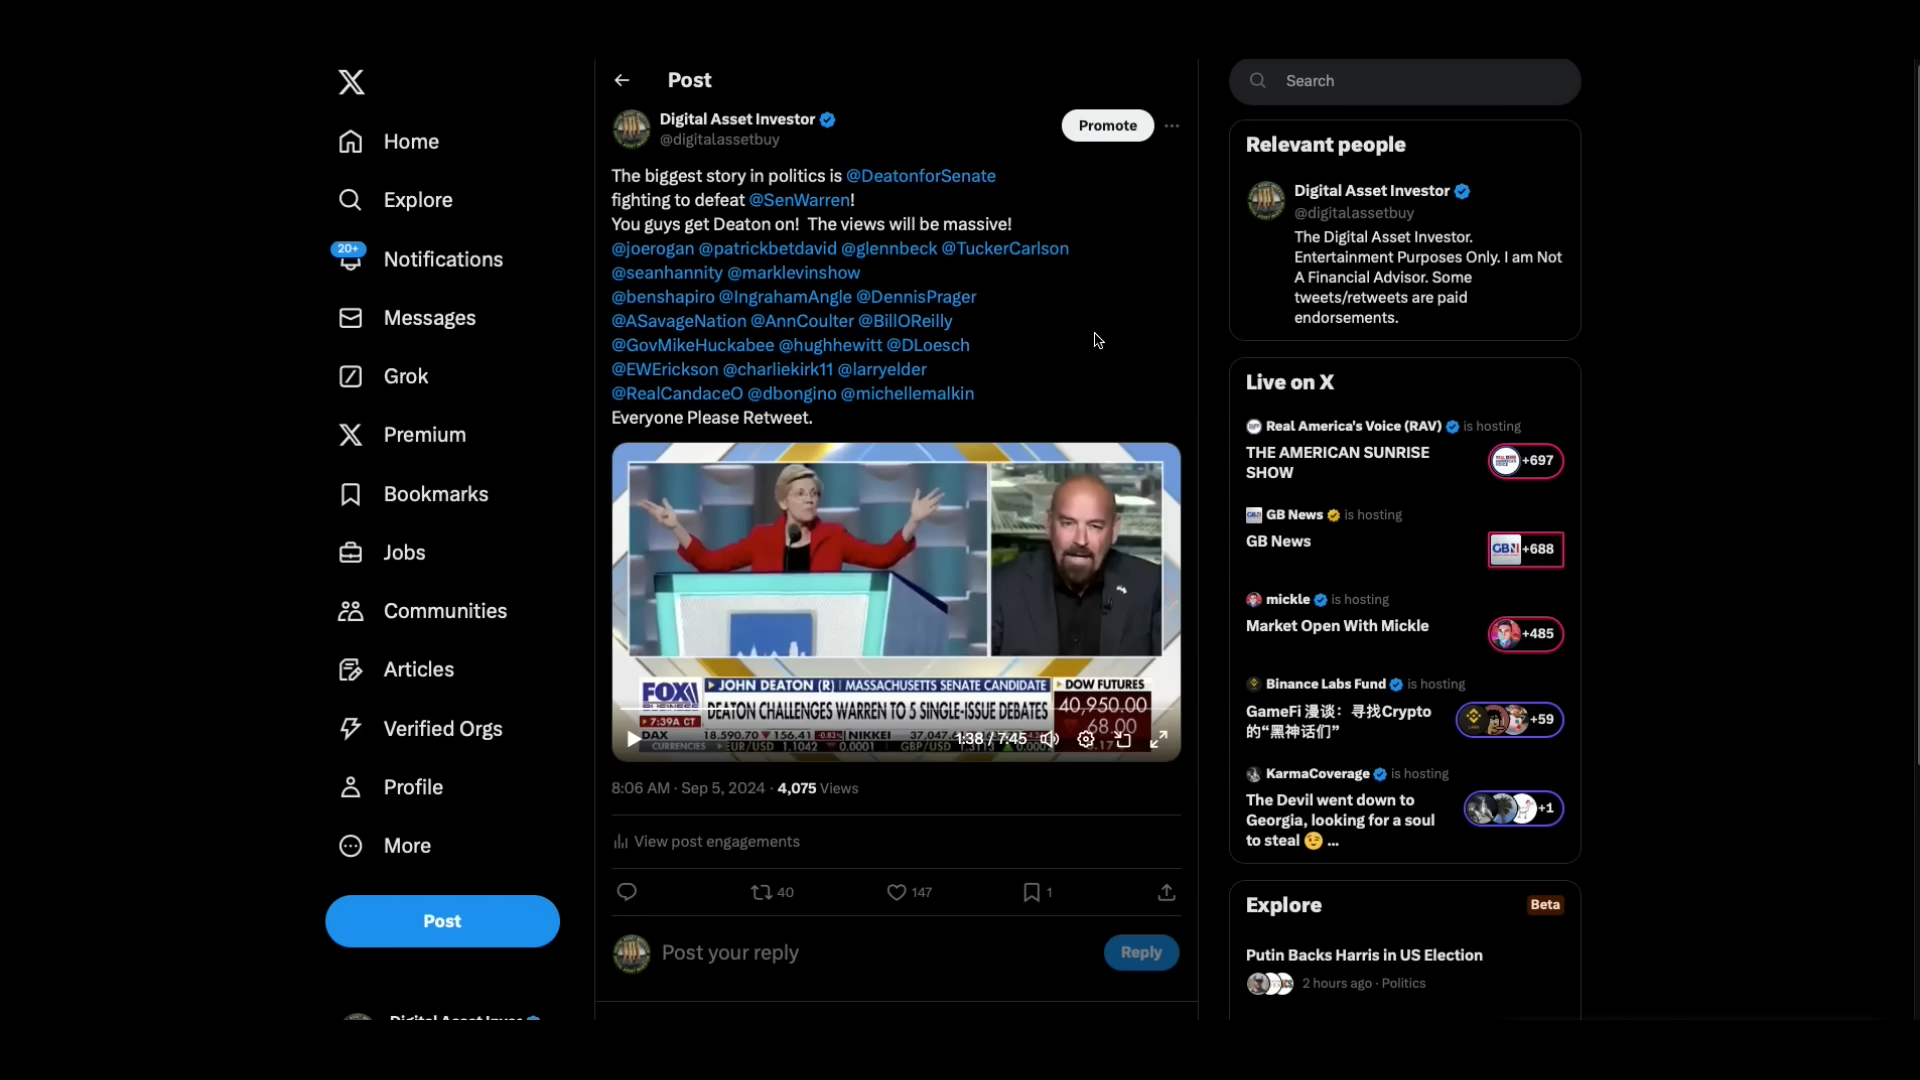 Home
Explore
20+
Notifications
Messages
Grok
Premium
Bookmarks
Jobs
Communities
Articles
Verified Orgs
Profile
More
Post
Post
Digital Asset Investor
@digitalassetbuy
Promote
The biggest story in politics is @DeatonforSenate
fighting to defeat @SenWarren!
You guys get Deaton on!  The views will be massive!
@joerogan @patrickbetdavid @glennbeck @TuckerCarlson
@seanhannity @marklevinshow
@benshapiro @IngrahamAngle @DennisPrager
@ASavageNation @AnnCoulter @BillOReilly
@GovMikeHuckabee @hughhewitt @DLoesch
@EWErickson @charliekirk11 @larryelder
@RealCandaceO @dbongino @michellemalkin
Everyone Please Retweet.
FOX BUSINESS
JOHN DEATON (R) | MASSACHUSETTS SENATE CANDIDATE
DEATON CHALLENGES WARREN TO 5 SINGLE-ISSUE DEBATES
DOW FUTURES
40,950.00
68.00
7:39A CT
DAX 18,590.70 156.41 -0.83% NIKKEI 37,047.
CURRENCIES EUR/USD 1.1042 0.0001 GBP/USD
1:38 / 7:45
8:06 AM · Sep 5, 2024 · 4,075 Views
View post engagements
40
147
1
Post your reply
Reply
Search
Relevant people
Digital Asset Investor
@digitalassetbuy
The Digital Asset Investor.
Entertainment Purposes Only. I am Not
A Financial Advisor. Some
tweets/retweets are paid
endorsements.
Live on X
Real America's Voice (RAV) is hosting
THE AMERICAN SUNRISE
SHOW
+697
GB News is hosting
GB News
GBN +688
mickle is hosting
Market Open With Mickle
+485
Binance Labs Fund is hosting
GameFi 漫谈：寻找Crypto
的“黑神话们”
+59
KarmaCoverage is hosting
The Devil went down to
Georgia, looking for a soul
to steal 😉 ...
+1
Explore
Beta
Putin Backs Harris in US Election
2 hours ago · Politics